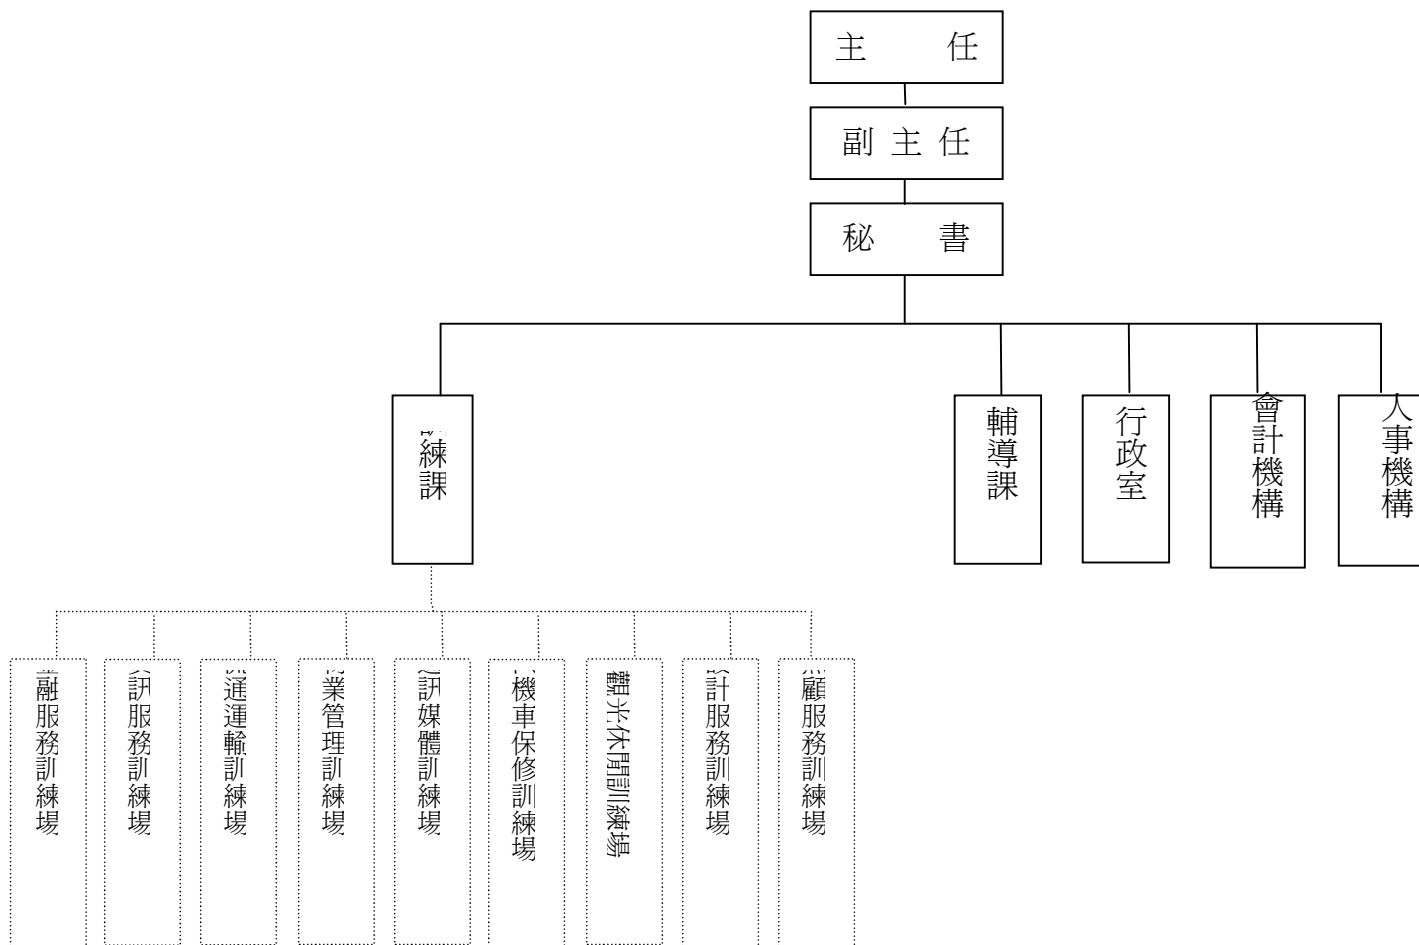 主 任
副主任
秘 書
練課
輔導課
行政室
會計機構
人事機構
融服務訓練場
訊服務訓練場
通運輸訓練場
業管理訓練場
訊媒體訓練場
機車保修訓練場
觀光休閒訓練場
計服務訓練場
顧服務訓練場